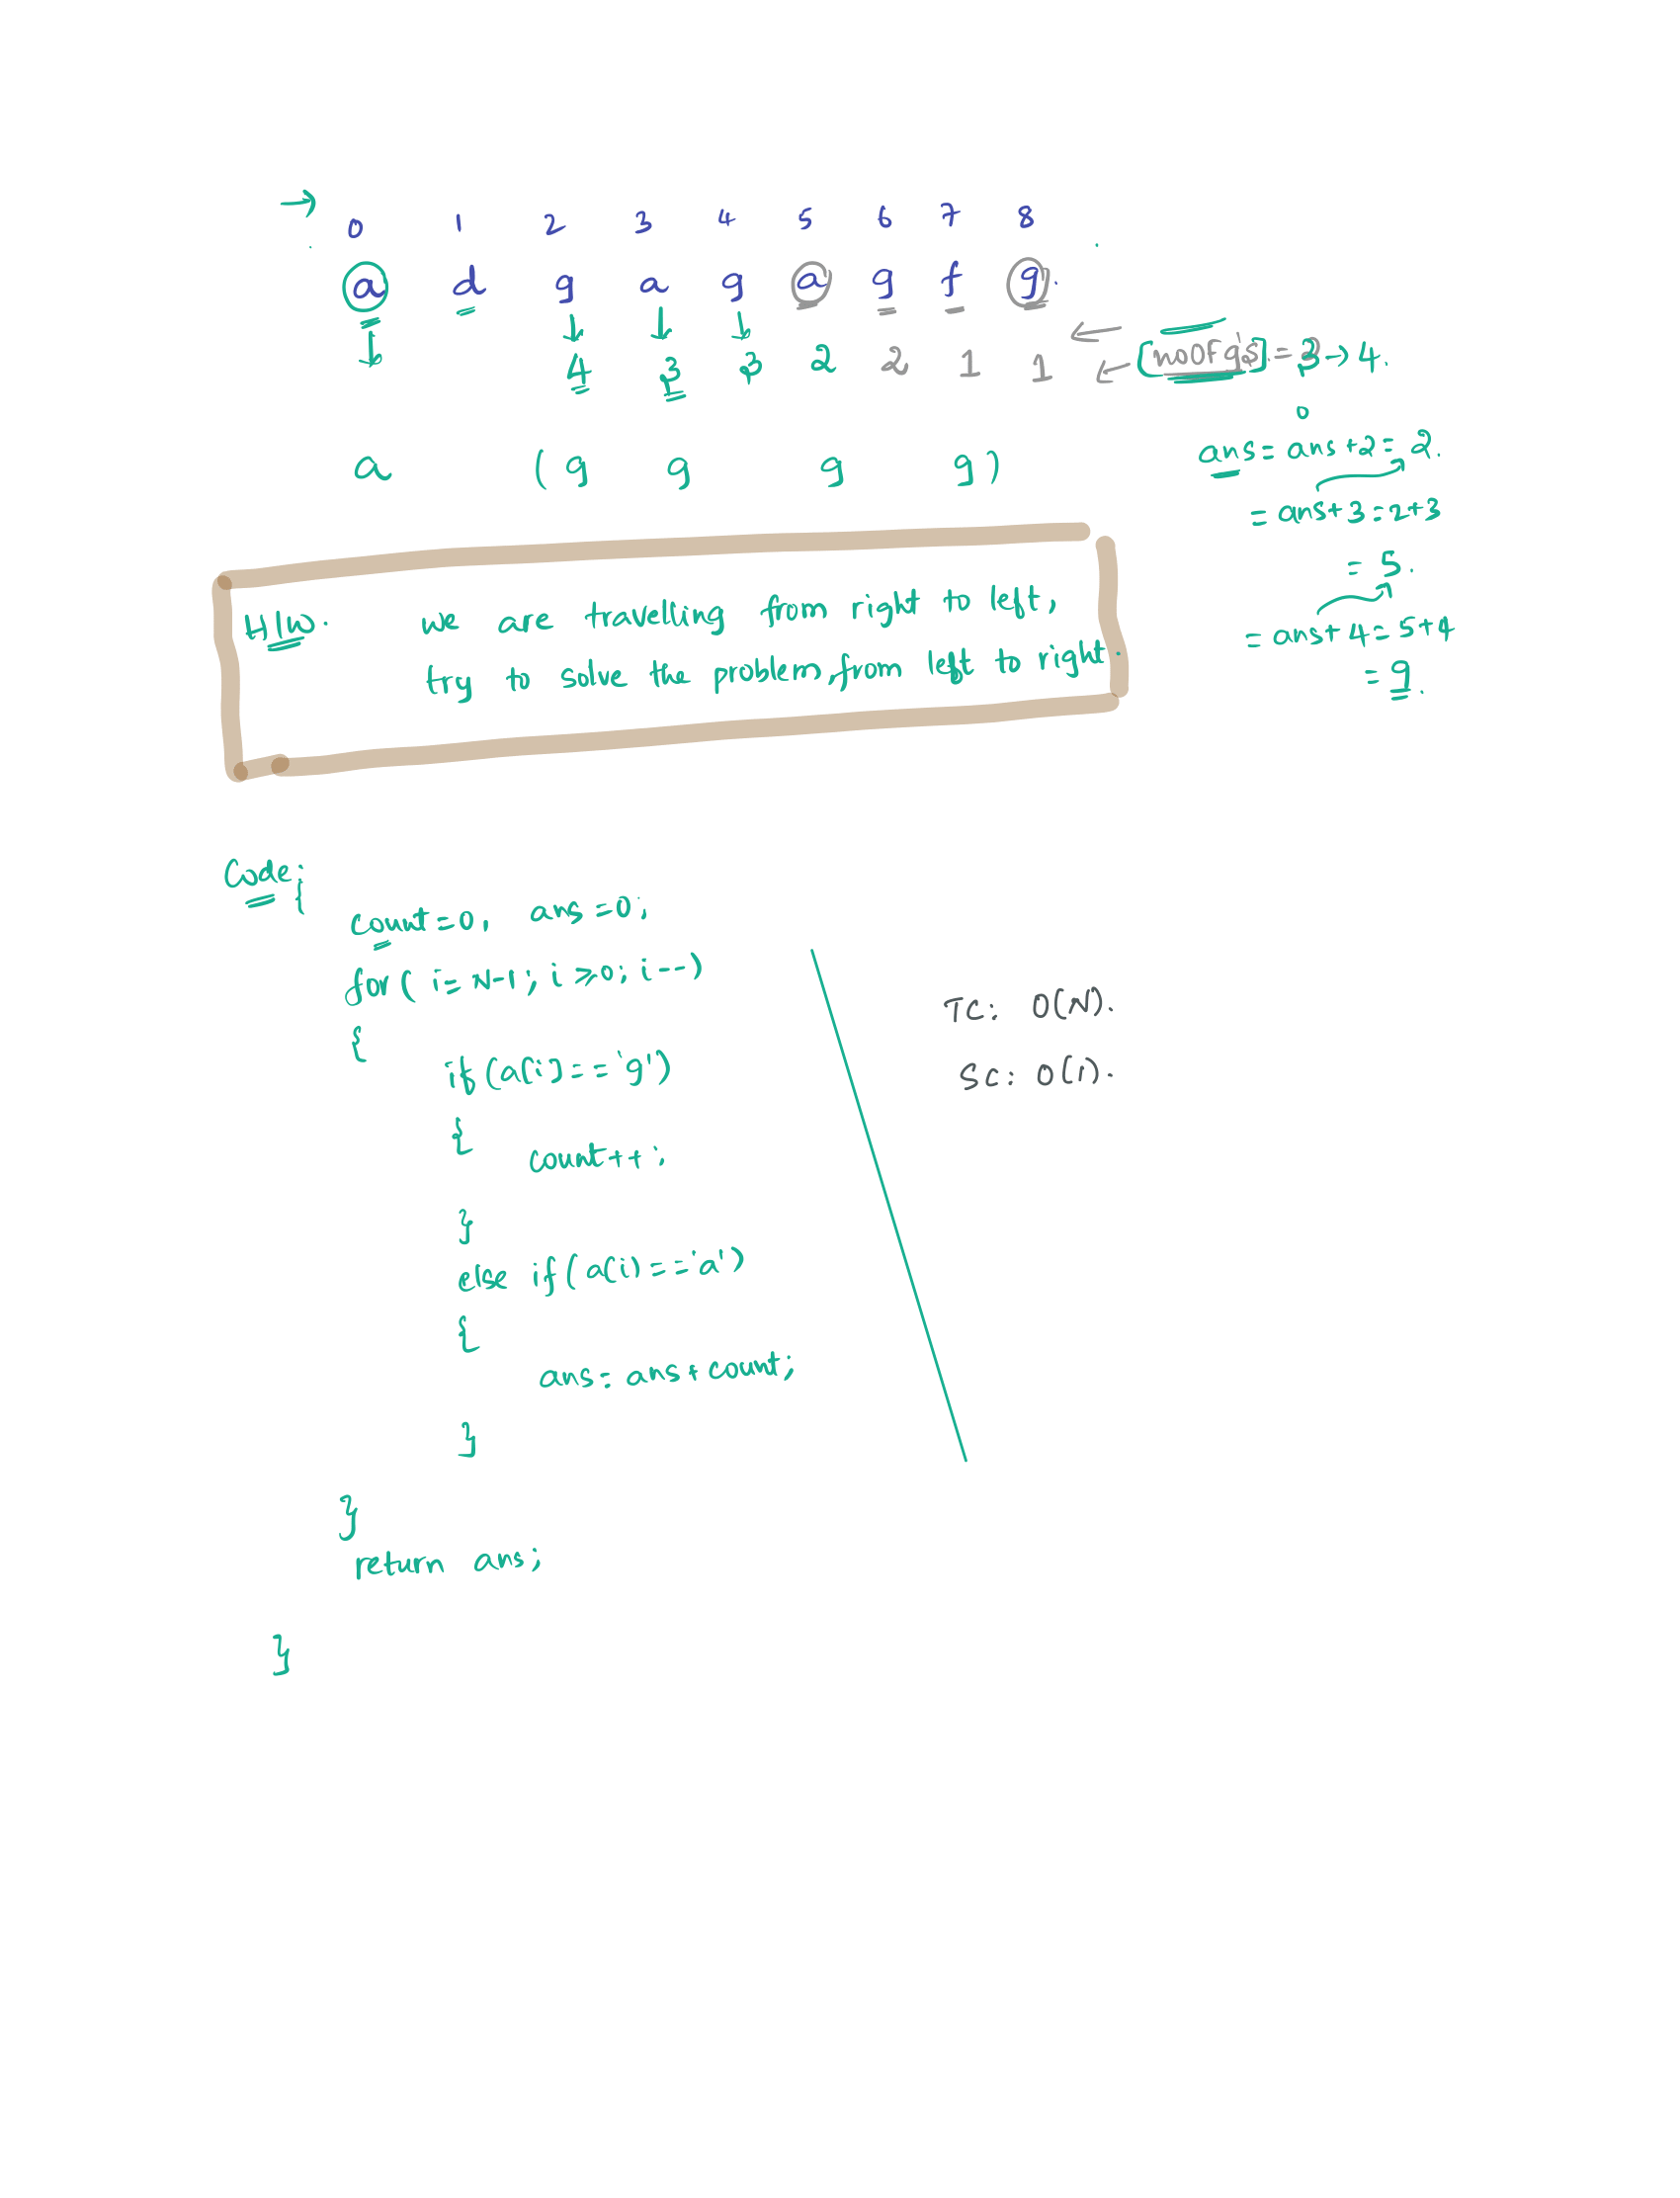 → 0 1 2 3 4 5 6 7 8
a d g a g a g f g.
↓ ↓ ↓ ↓
4 3 3 2 2 1 1 ← ← [no of g's] = 3 → 4.
a (g g g g)
0
ans = ans+2 = 2.
= ans+3 = 2+3
= 5.
= ans+4 = 5+4
= 9.
H/W. we are travelling from right to left,
try to solve the problem, from left to right.
Code:
{
count=0, ans=0;
for( i= N-1; i >=0; i--)
{
if (a[i]=='g')
{
count++;
}
else if(a(i)=='a')
{
ans= ans+count;
}
}
return ans;
}
TC: O(N).
SC: O(1).